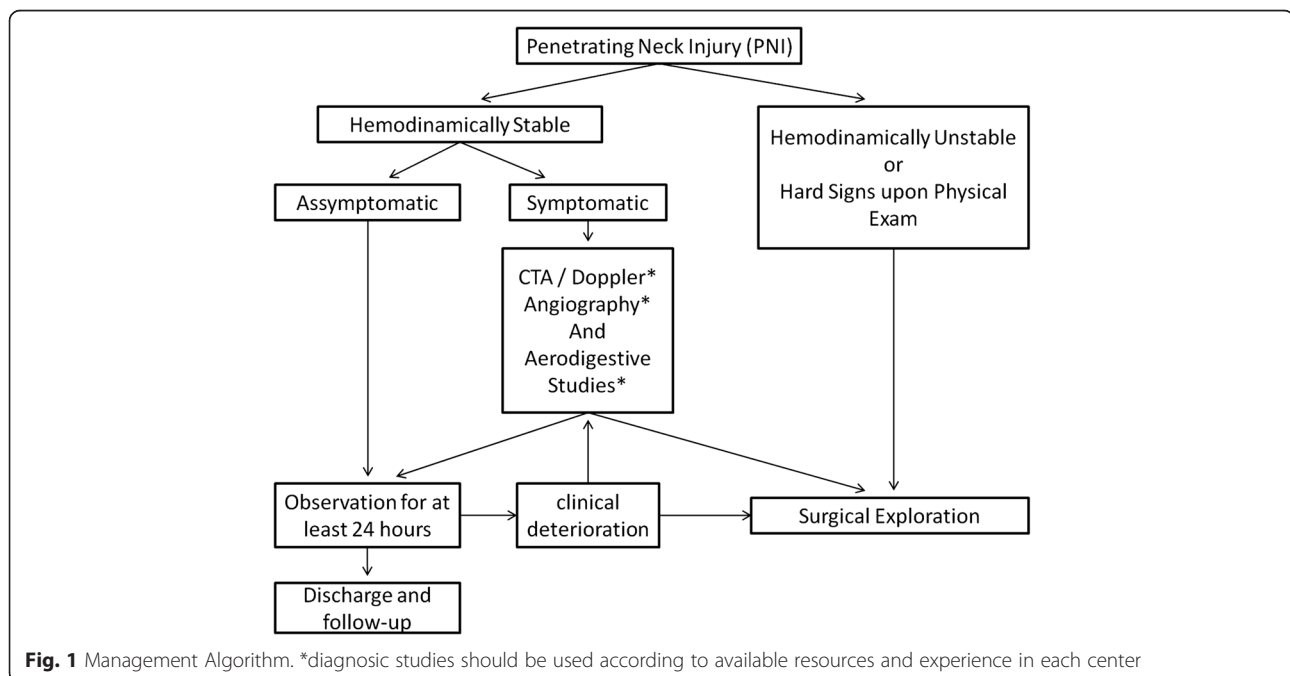 Penetrating Neck Injury (PNI)
Hemodinamically Stable
Hemodinamically Unstable
or
Hard Signs upon Physical
Exam
Assymptomatic
Symptomatic
CTA / Doppler*
Angiography*
And
Aerodigestive
Studies*
Observation for at
least 24 hours
clinical
deterioration
Surgical Exploration
Discharge and
follow-up
Fig. 1 Management Algorithm. *diagnosic studies should be used according to available resources and experience in each center